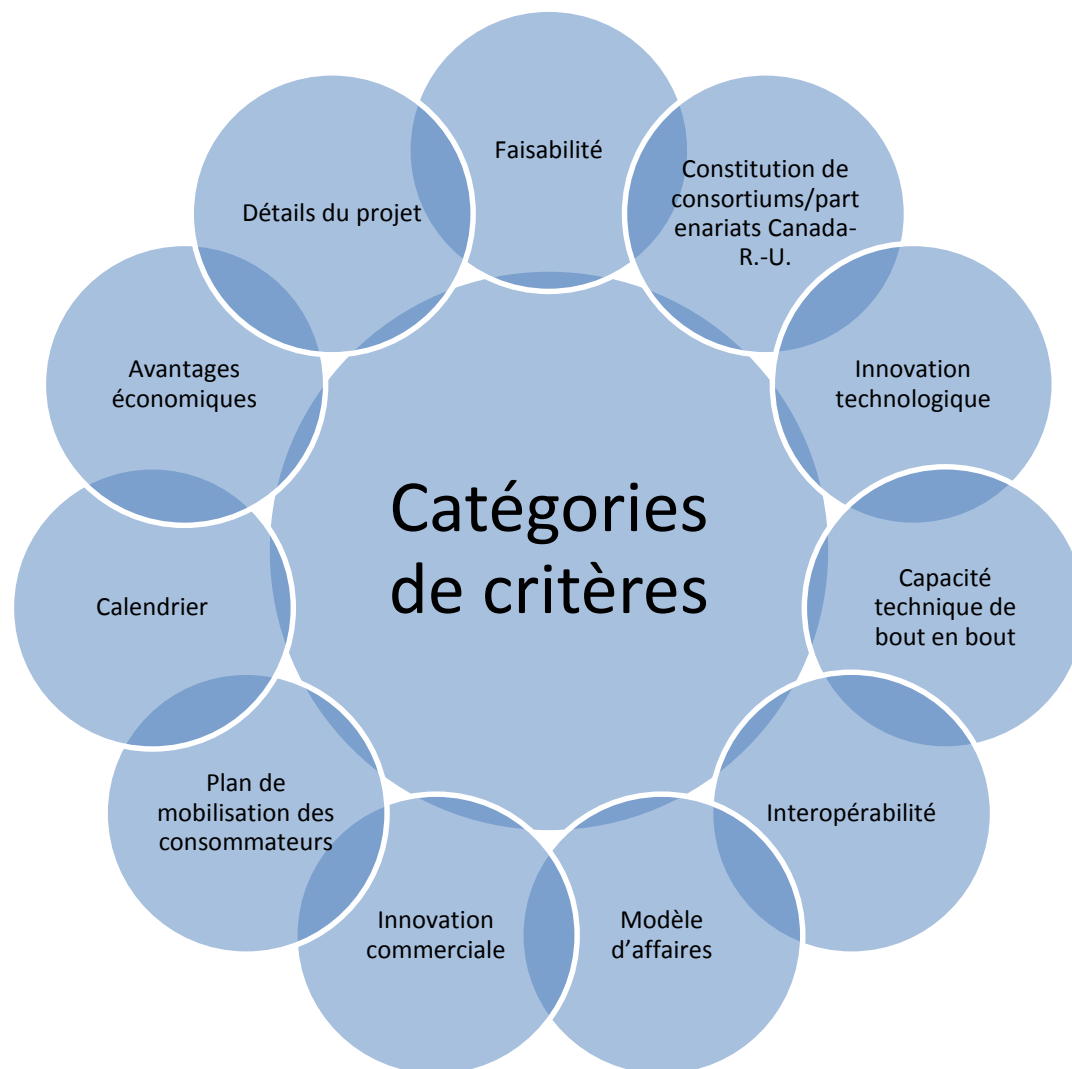 Faisabilité
Constitution de
consortiums/part
enariats Canada-
R.-U.
Innovation
technologique
Capacité
technique de
bout en bout
Interopérabilité
Modèle
d’affaires
Innovation
commerciale
Plan de
mobilisation des
consommateurs
Calendrier
Avantages
économiques
Détails du projet
Catégories
de critères